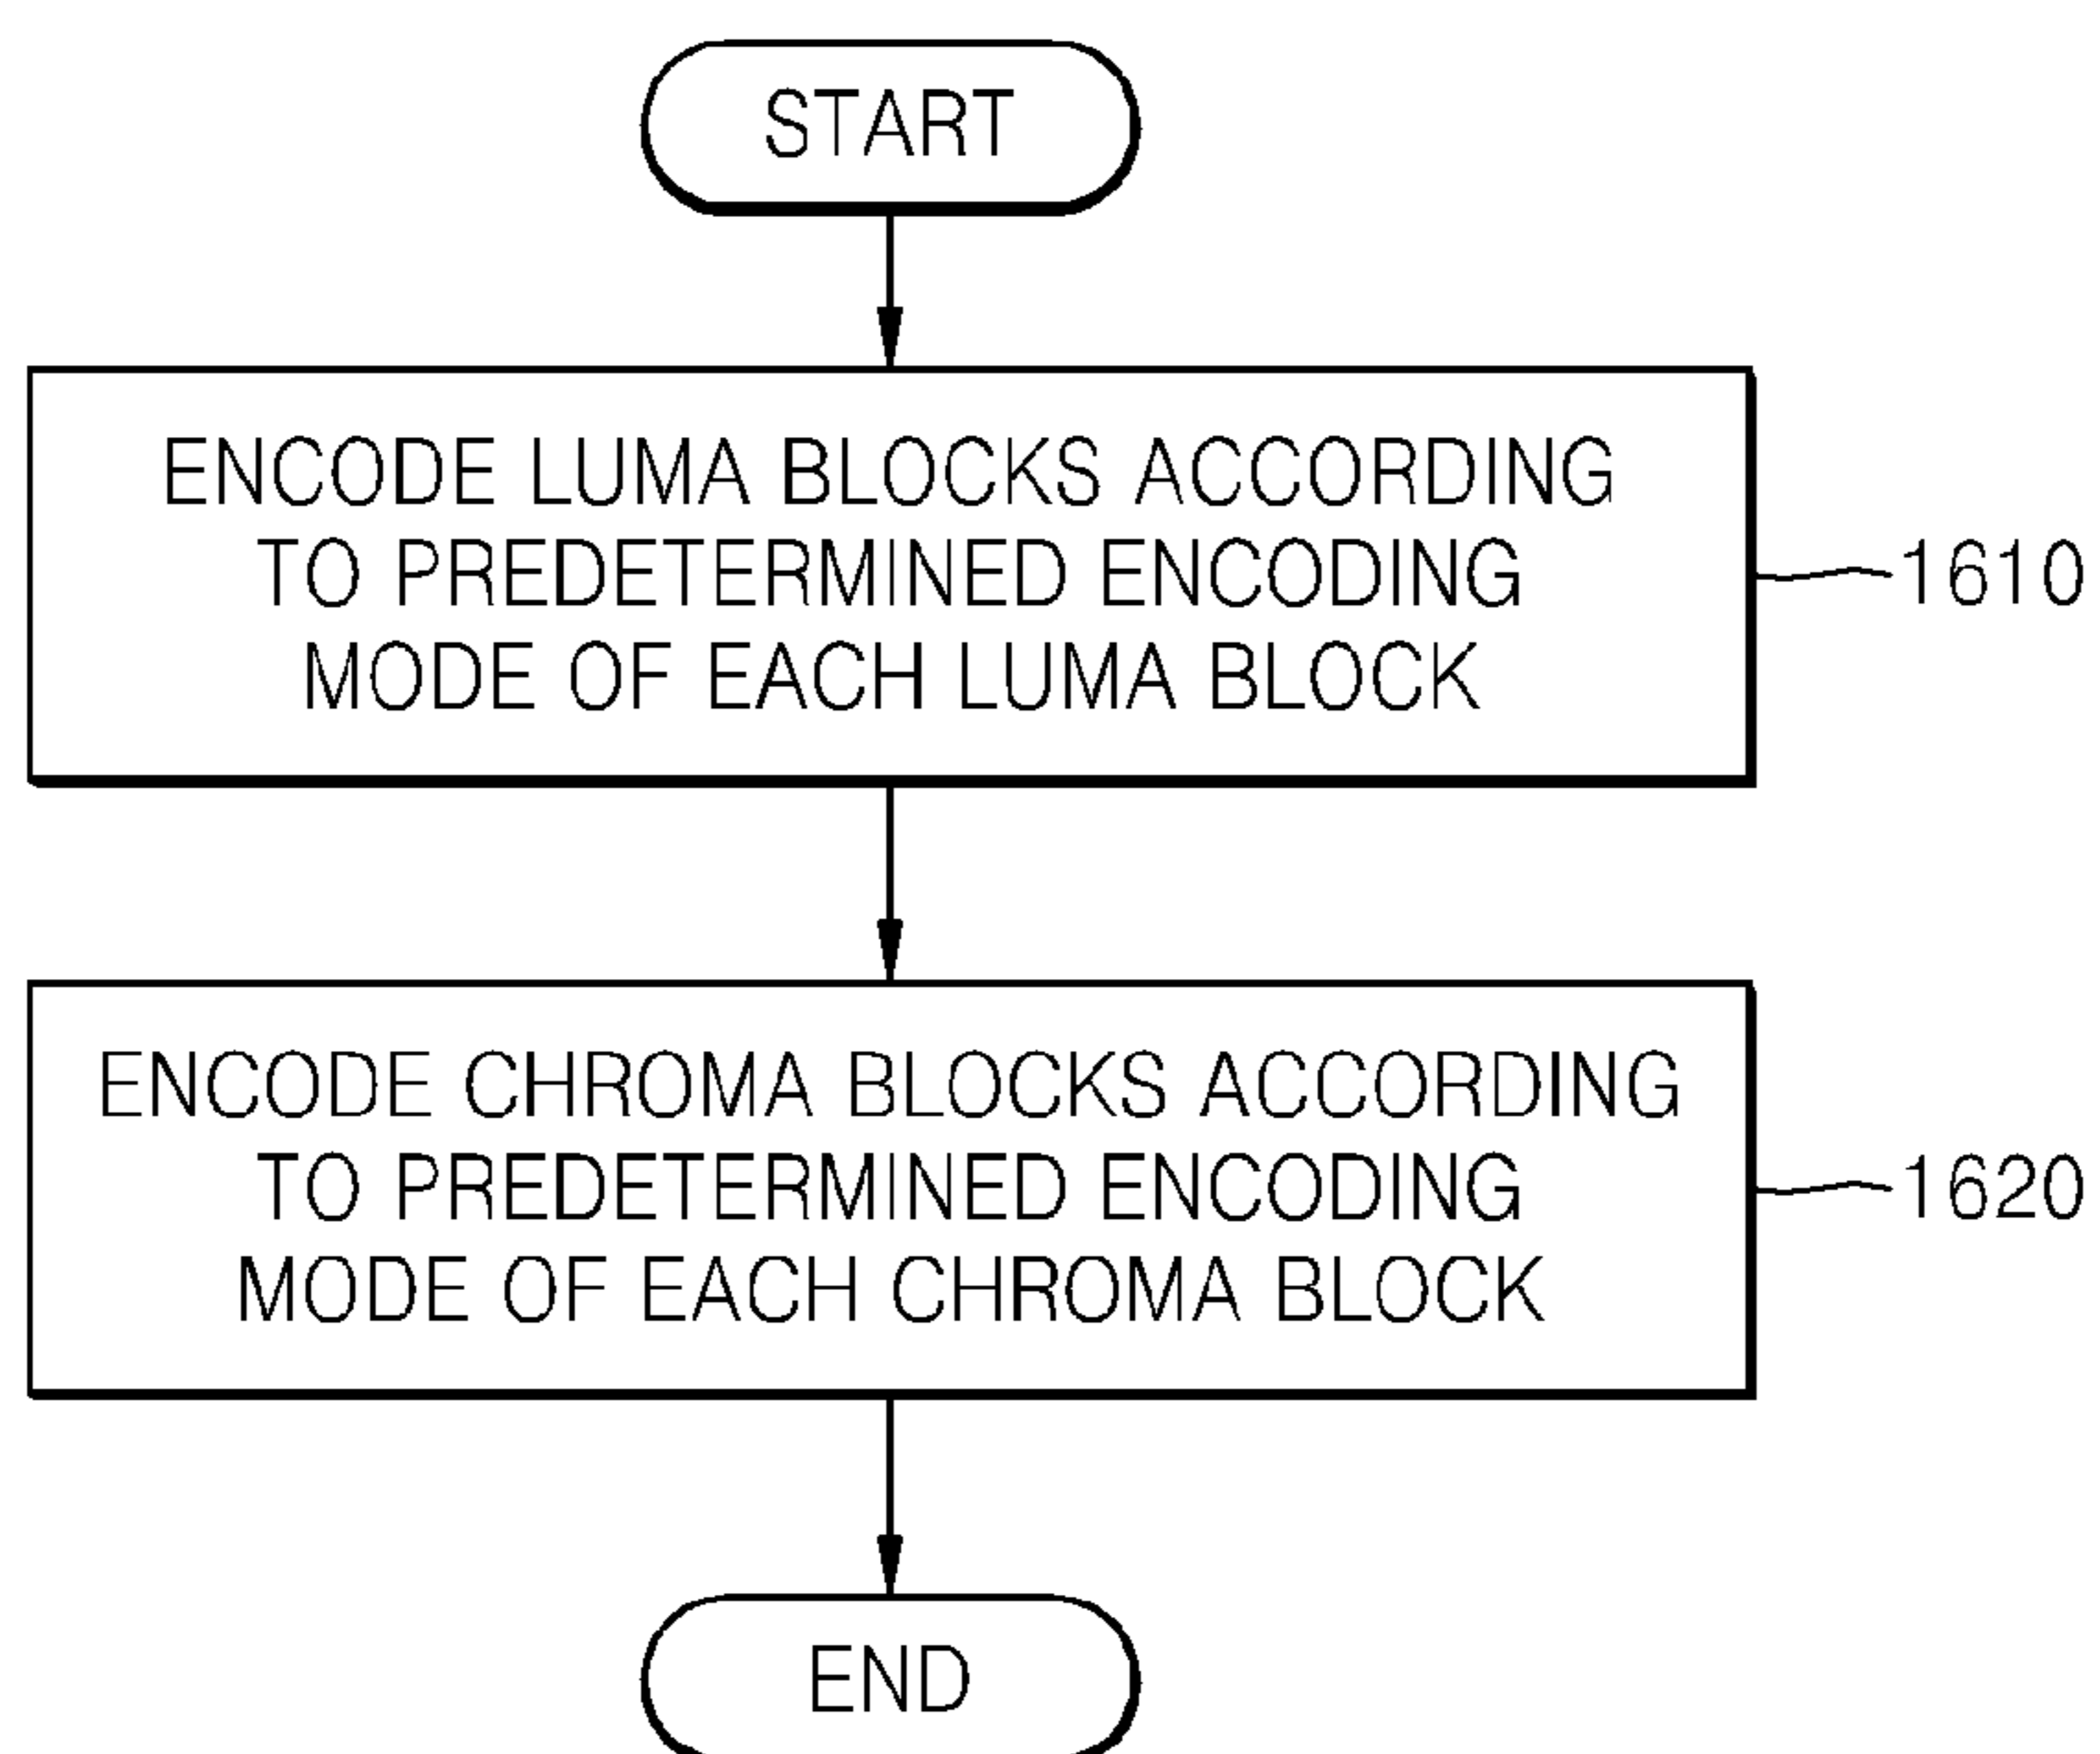 START
ENCODE LUMA BLOCKS ACCORDING
TO PREDETERMINED ENCODING
MODE OF EACH LUMA BLOCK
1610
ENCODE CHROMA BLOCKS ACCORDING
TO PREDETERMINED ENCODING
MODE OF EACH CHROMA BLOCK
1620
END